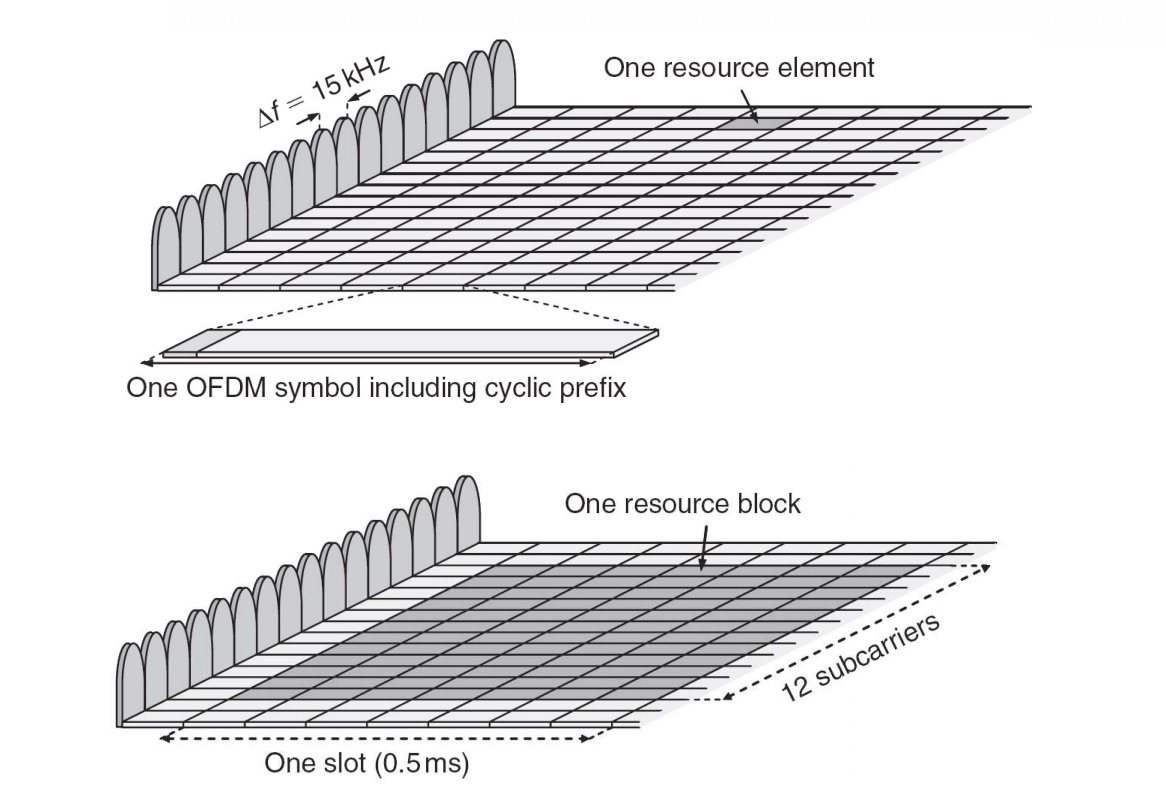 One resource element
Δf = 15 kHz
One OFDM symbol including cyclic prefix
One resource block
12 subcarriers
One slot (0.5 ms)